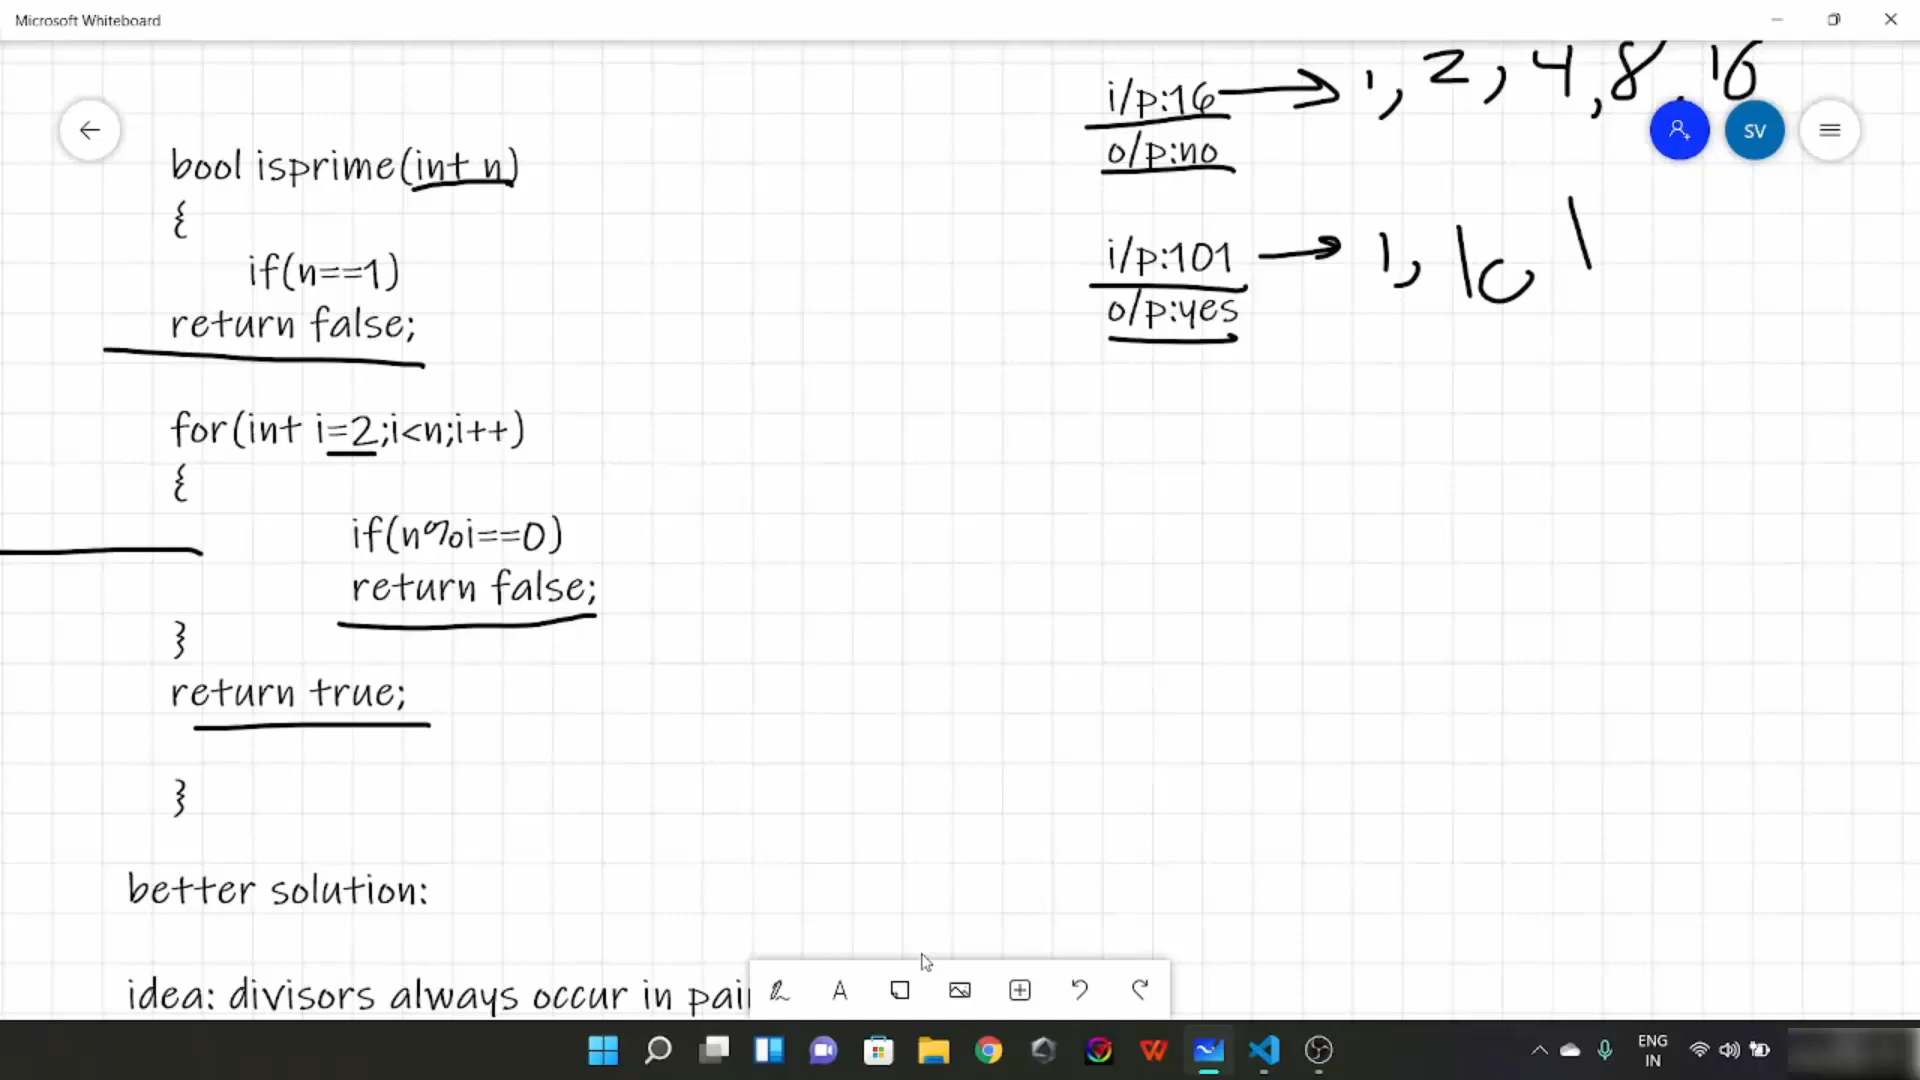 Microsoft Whiteboard
bool isprime(int n)
{
if(n==1)
return false;
for(int i=2;i<n;i++)
{
if(n%i==0)
return false;
}
return true;
}
better solution:
idea: divisors always occur in pai
i/p:16 → 1, 2, 4, 8, 16
o/p:no
i/p:101 → 1, 101
o/p:yes
SV
A
ENG
IN